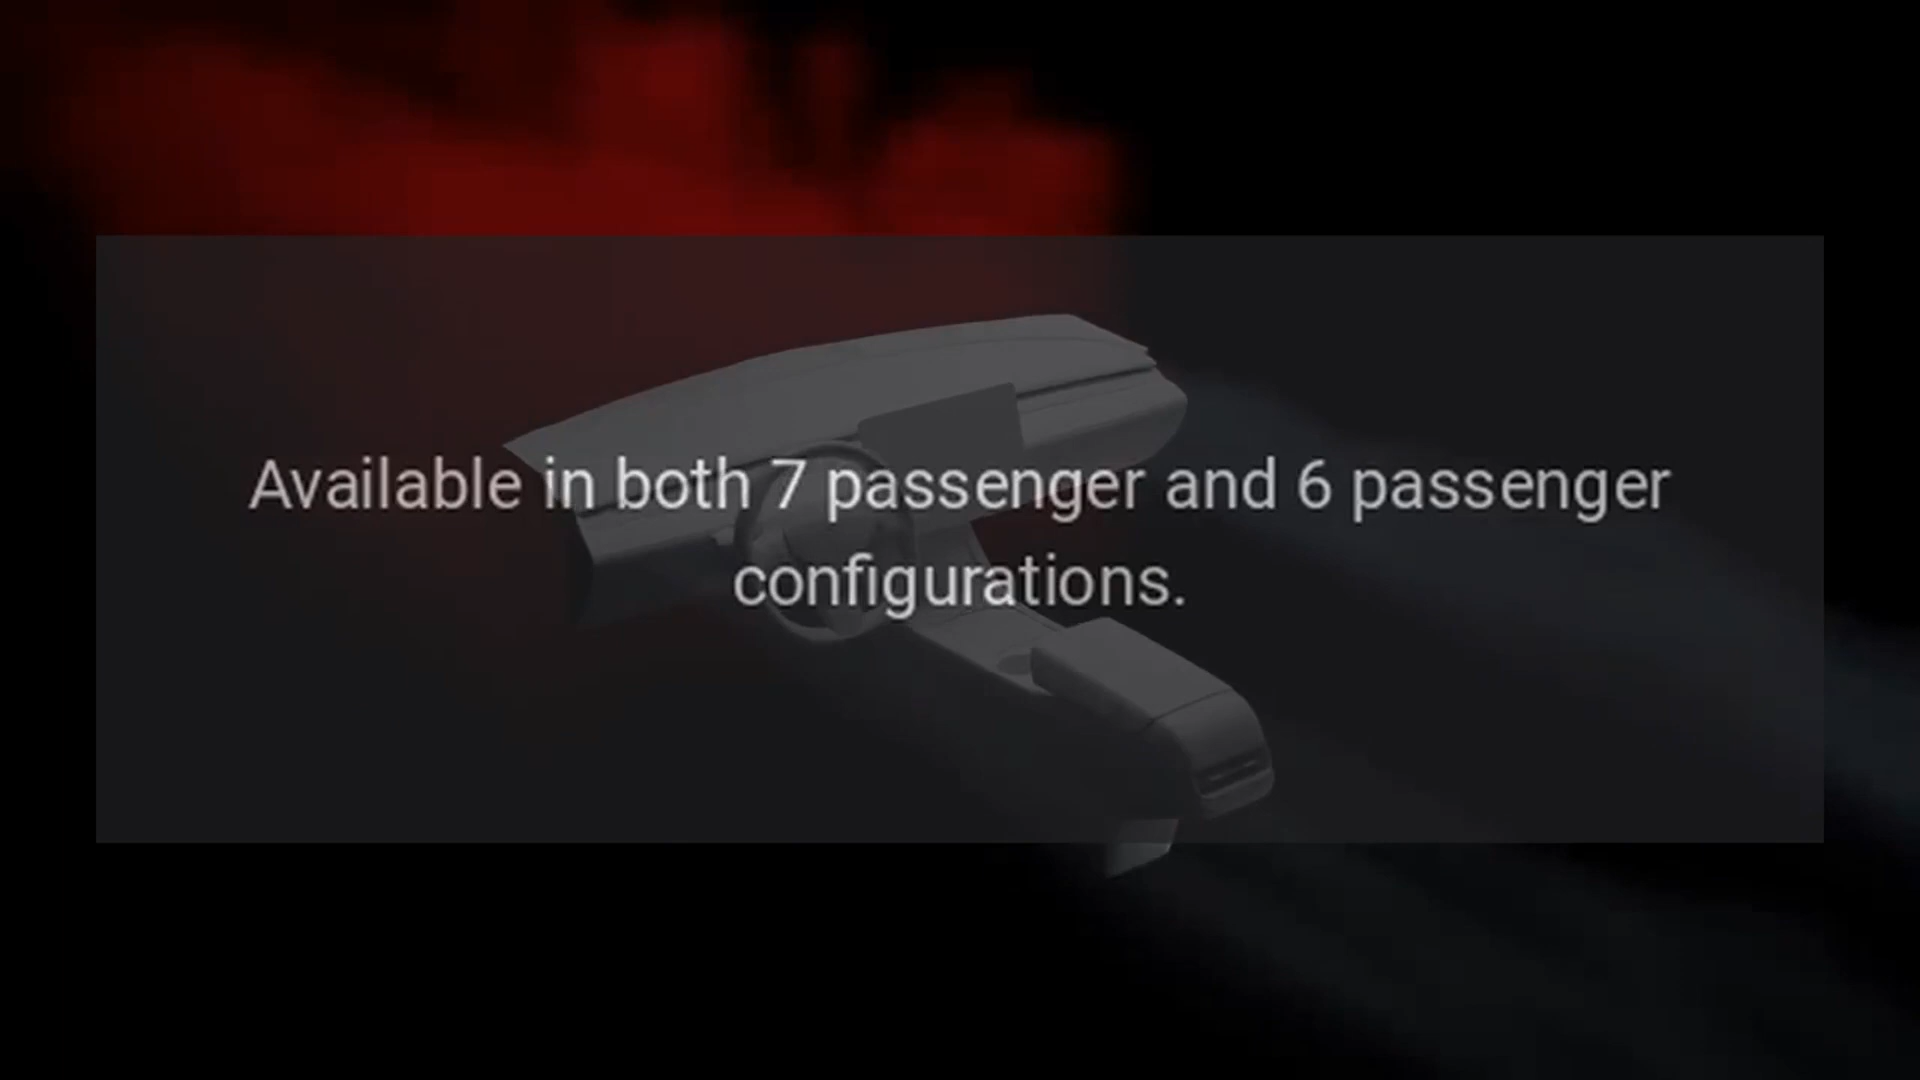 Available in both 7 passenger and 6 passenger
configurations.